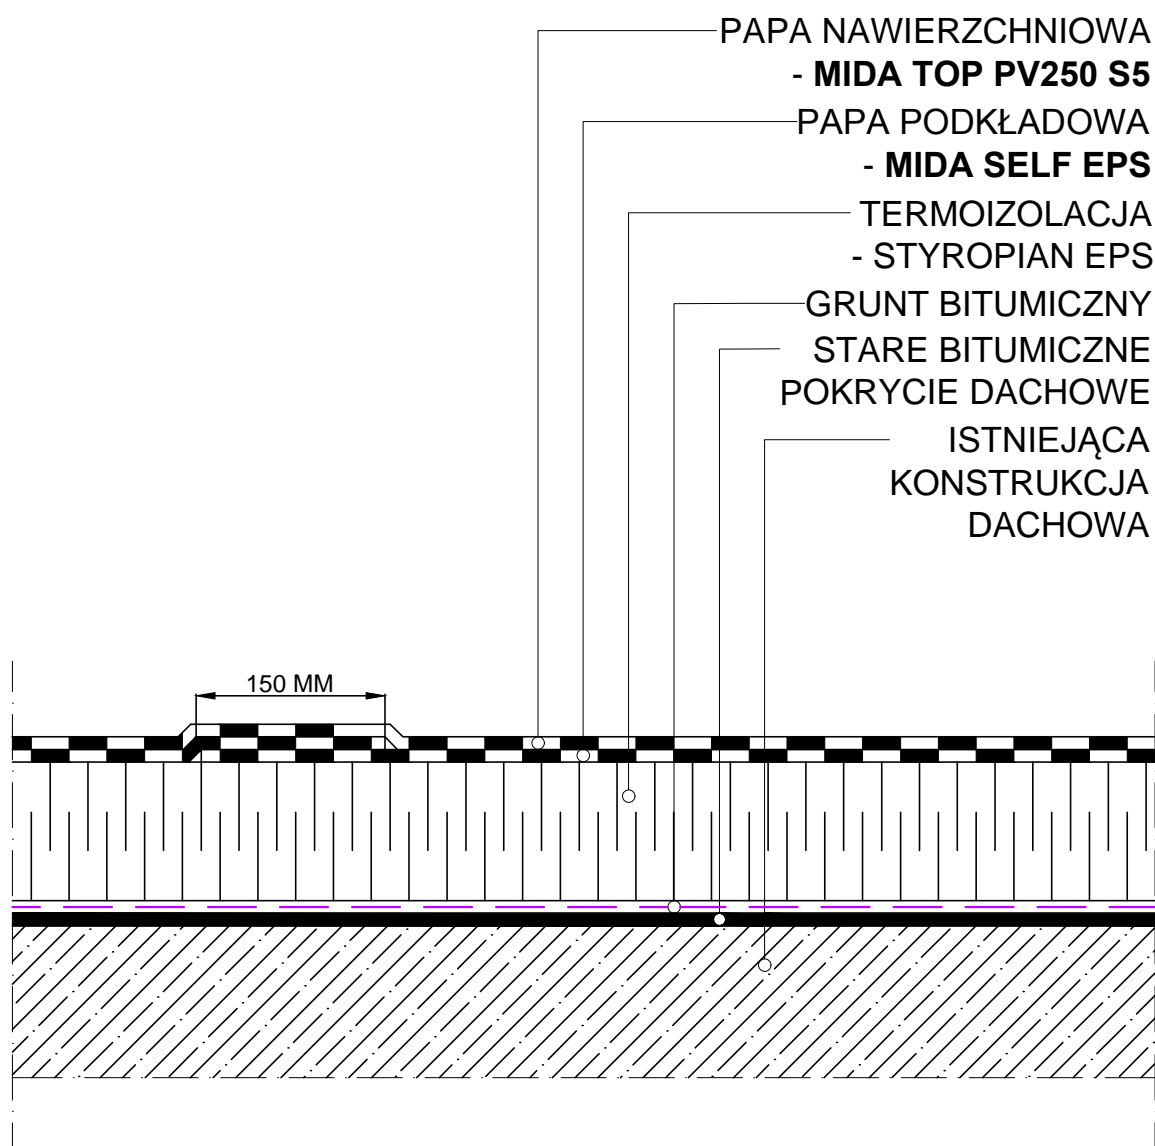 PAPA NAWIERZCHNIOWA
- MIDA TOP PV250 S5
PAPA PODKŁADOWA
- MIDA SELF EPS
TERMOIZOLACJA
- STYROPIAN EPS
GRUNT BITUMICZNY
STARE BITUMICZNE
POKRYCIE DACHOWE
ISTNIEJĄCA
KONSTRUKCJA
DACHOWA
150 MM